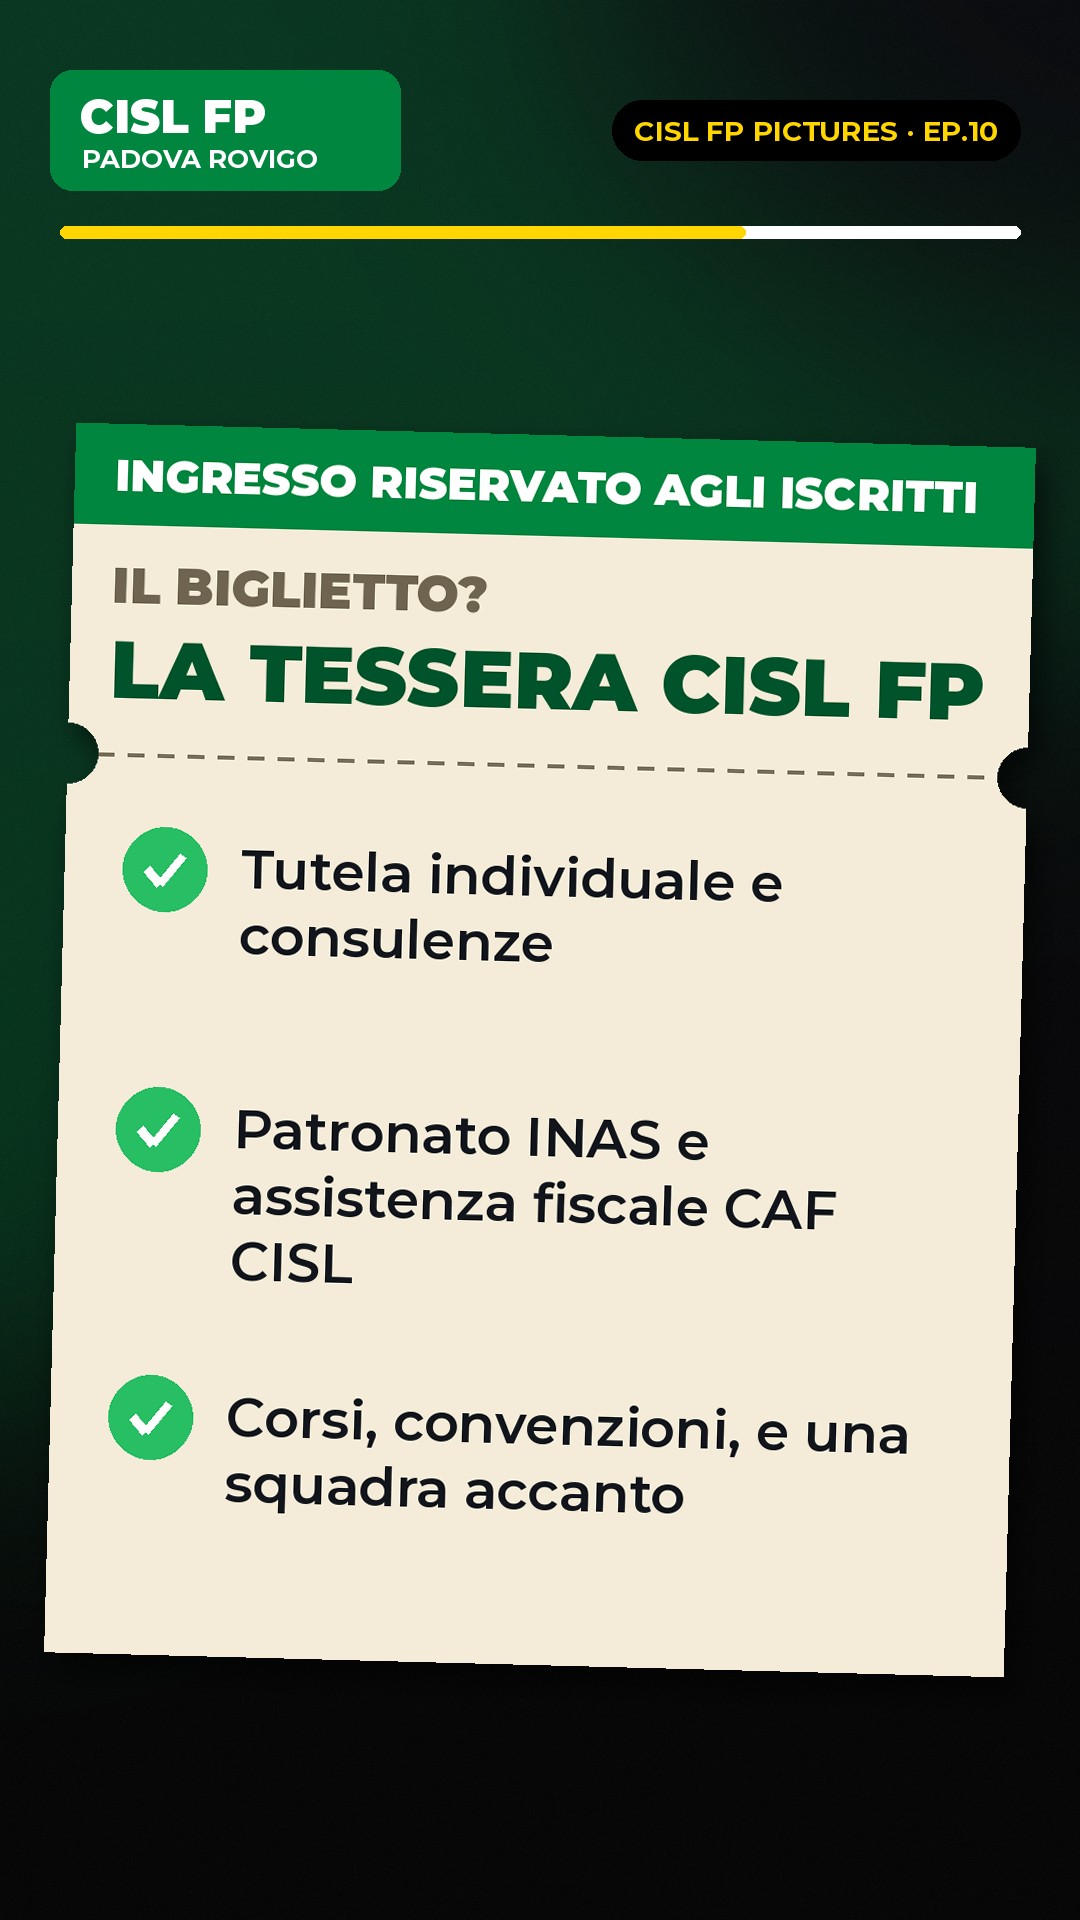 CISL FP
PADOVA ROVIGO
CISL FP PICTURES · EP.10
INGRESSO RISERVATO AGLI ISCRITTI
IL BIGLIETTO?
LA TESSERA CISL FP
Tutela individuale e
consulenze
Patronato INAS e
assistenza fiscale CAF
CISL
Corsi, convenzioni, e una
squadra accanto